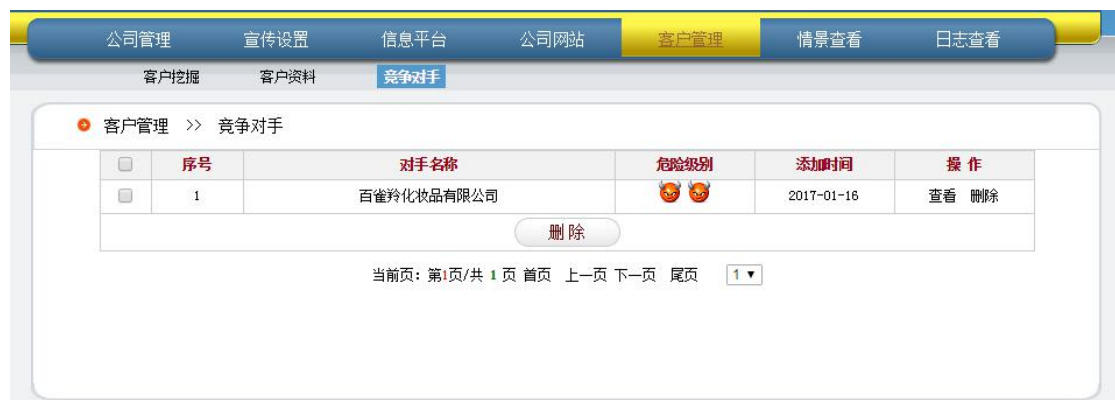 公司管理 宣传设置 信息平台 公司网站 客户管理 情景查看 日志查看
客户挖掘 客户资料 竞争对手
客户管理 >> 竞争对手
序号 对手名称 危险级别 添加时间 操 作
1 百雀羚化妆品有限公司 2017-01-16 查看 删除
删 除
当前页：第1页/共 1 页 首页 上一页 下一页 尾页 1